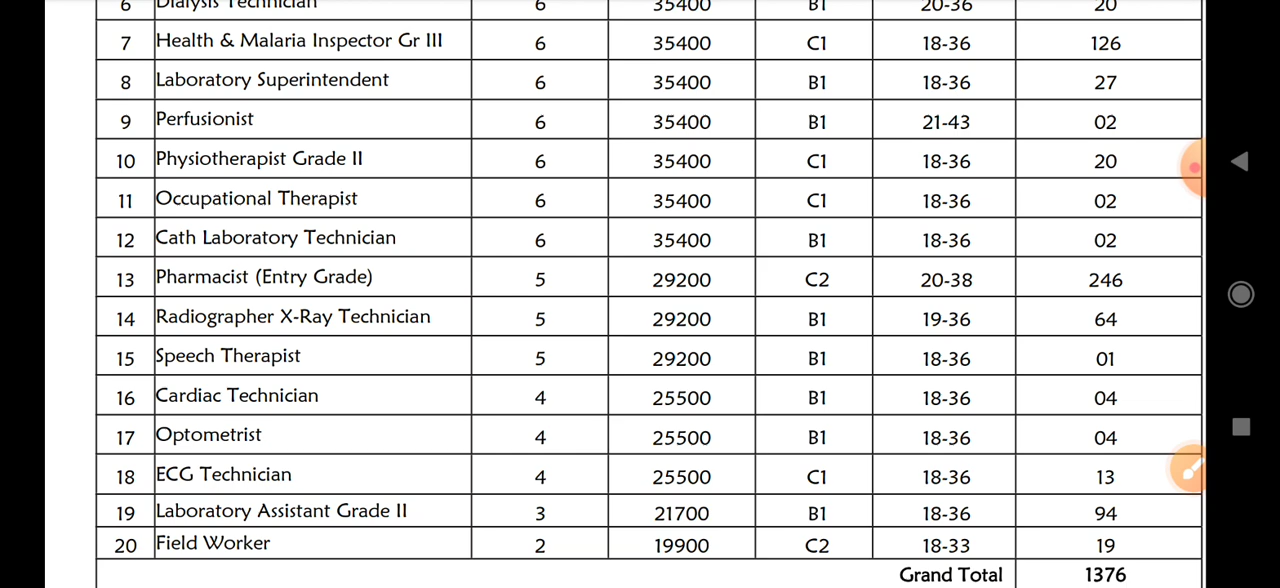 6 Dialysis Technician 6 35400 B1 20-36 20
7 Health & Malaria Inspector Gr III 6 35400 C1 18-36 126
8 Laboratory Superintendent 6 35400 B1 18-36 27
9 Perfusionist 6 35400 B1 21-43 02
10 Physiotherapist Grade II 6 35400 C1 18-36 20
11 Occupational Therapist 6 35400 C1 18-36 02
12 Cath Laboratory Technician 6 35400 B1 18-36 02
13 Pharmacist (Entry Grade) 5 29200 C2 20-38 246
14 Radiographer X-Ray Technician 5 29200 B1 19-36 64
15 Speech Therapist 5 29200 B1 18-36 01
16 Cardiac Technician 4 25500 B1 18-36 04
17 Optometrist 4 25500 B1 18-36 04
18 ECG Technician 4 25500 C1 18-36 13
19 Laboratory Assistant Grade II 3 21700 B1 18-36 94
20 Field Worker 2 19900 C2 18-33 19
Grand Total 1376